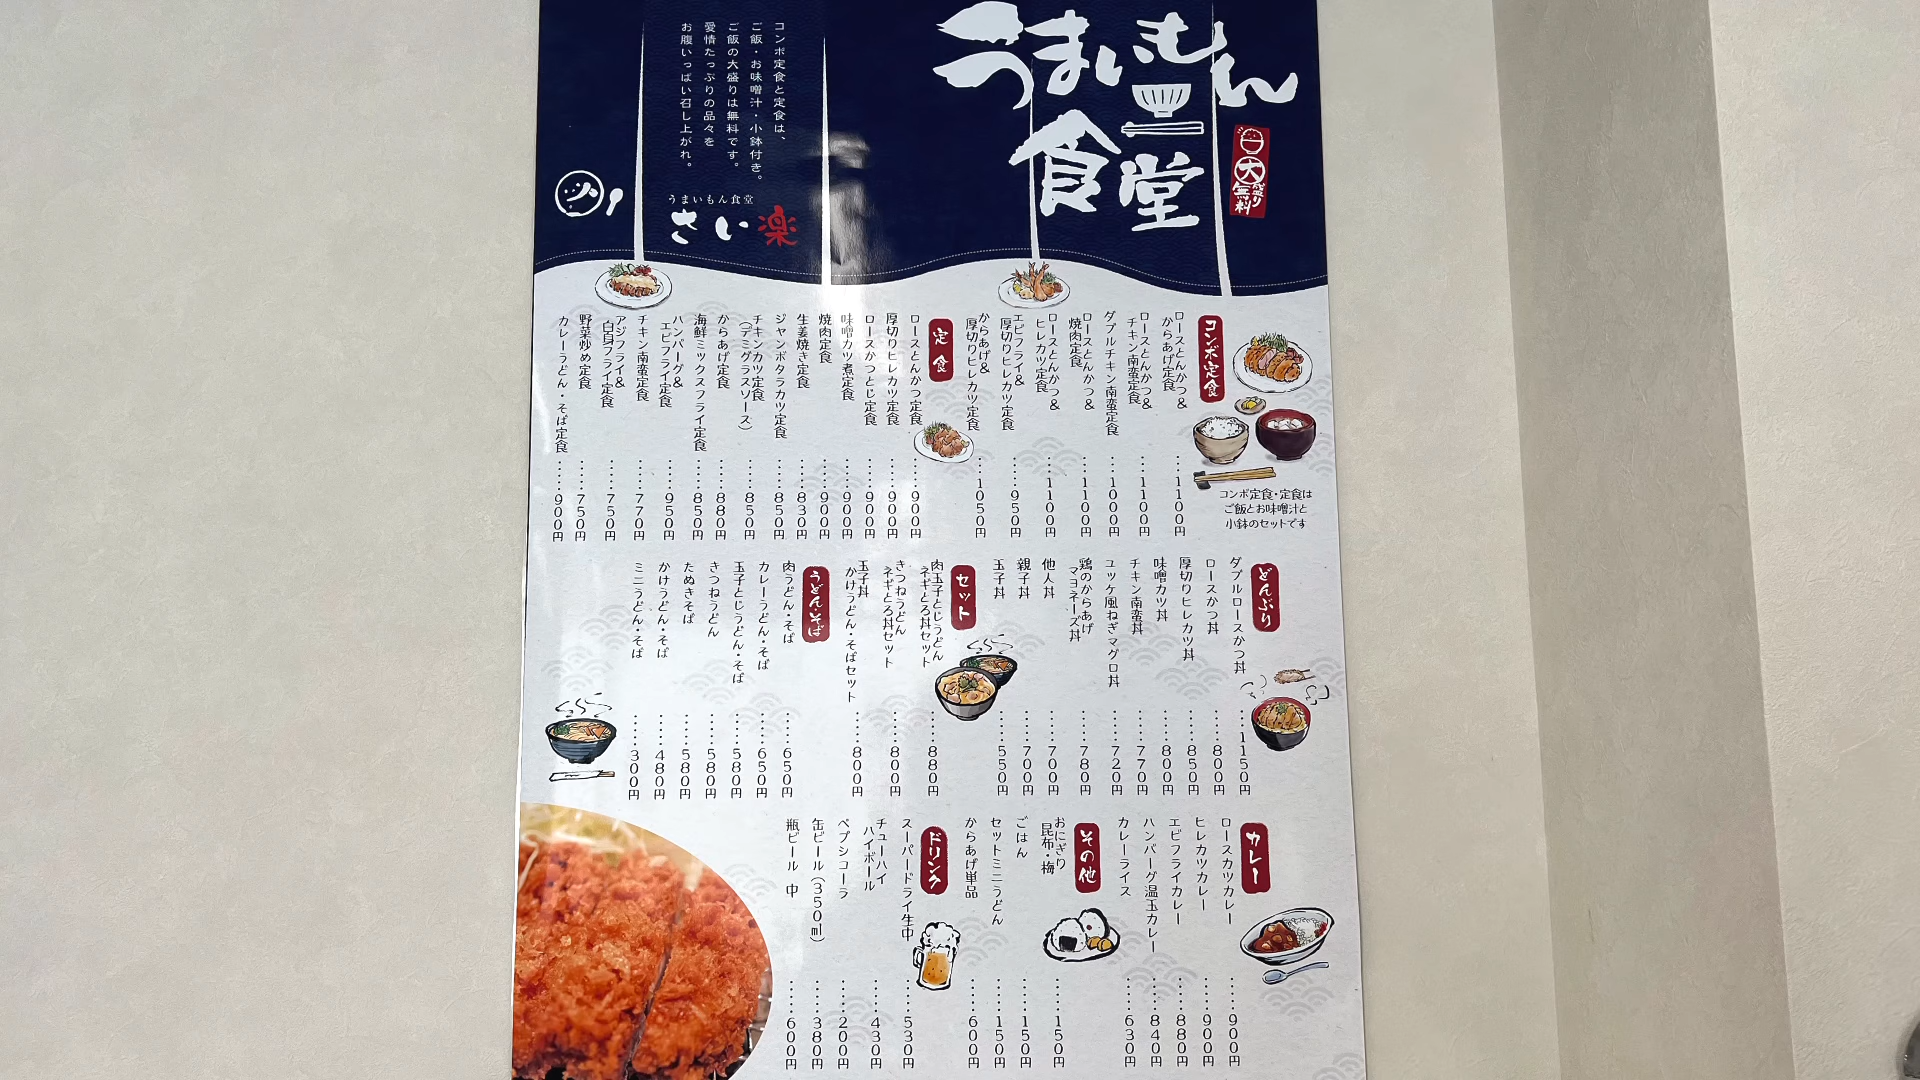 うまいもん
食堂
大盛り
無料
コンボ定食と定食は、
ご飯・お味噌汁・小鉢付き。
ご飯の大盛りは無料です。
愛情たっぷりの品々を
お腹いっぱい召し上がれ。
うまいもん食堂
さい楽
コンボ定食
ロースとんかつ&
からあげ定食……1100円
ロースとんかつ&
チキン南蛮定食……1100円
ダブルチキン南蛮定食……1000円
ロースとんかつ&
焼肉定食……1100円
ロースとんかつ&
ヒレカツ定食……1100円
エビフライ&
厚切りヒレカツ定食……950円
からあげ&
厚切りヒレカツ定食……1050円
コンボ定食・定食は
ご飯とお味噌汁と
小鉢のセットです
定食
ロースとんかつ定食……900円
厚切りヒレカツ定食……900円
ロースかつとじ定食……900円
味噌カツ煮定食……900円
焼肉定食……900円
生姜焼き定食……830円
ジャンボタラカツ定食……850円
チキンカツ定食
(デミグラスソース)……850円
からあげ定食……880円
海鮮ミックスフライ定食……850円
ハンバーグ&
エビフライ定食……950円
チキン南蛮定食……770円
アジフライ&
白身フライ定食……750円
野菜炒め定食……750円
カレーうどん・そば定食……900円
どんぶり
ダブルロースかつ丼……1150円
ロースかつ丼……800円
厚切りヒレカツ丼……850円
味噌カツ丼……800円
チキン南蛮丼……770円
ユッケ風ねぎマグロ丼……720円
鶏のからあげ
マヨネーズ丼……780円
他人丼……700円
親子丼……700円
玉子丼……550円
セット
肉玉子とじうどん
ネギとろ丼セット……880円
きつねうどん
ネギとろ丼セット……800円
玉子丼
かけうどん・そばセット……800円
うどん・そば
肉うどん・そば……650円
カレーうどん・そば……650円
玉子とじうどん・そば……580円
きつねうどん……580円
たぬきそば……580円
かけうどん・そば……480円
ミニうどん・そば……300円
カレー
ロースカツカレー……900円
ヒレカツカレー……900円
エビフライカレー……880円
ハンバーグ温玉カレー……840円
カレーライス……630円
その他
おにぎり
昆布・梅……150円
ごはん……150円
セットミニうどん……150円
からあげ単品……600円
ドリンク
スーパードライ生中……530円
チューハイ
ハイボール……430円
ペプシコーラ……200円
缶ビール(350ml)……380円
瓶ビール 中……600円